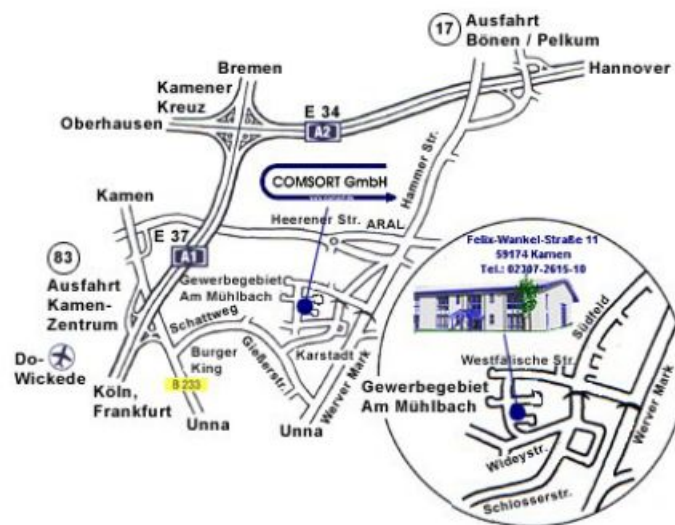 17
Ausfahrt
Bönen / Pelkum
Bremen
Hannover
Kamener
Kreuz
E 34
A2
Oberhausen
COMSORT GmbH
Hammer Str.
Kamen
Heerener Str.
ARAL
E 37
A1
83
Ausfahrt
Kamen-
Zentrum
Gewerbegebiet
Am Mühlbach
Schattweg
Burger
King
Gießerstr.
Karstadt
Werver Mark
Do-
Wickede
B 233
Köln,
Frankfurt
Unna
Unna
Felix-Wankel-Straße 11
59174 Kamen
Tel.: 02307-2615-10
Südfeld
Westfälische Str.
Gewerbegebiet
Am Mühlbach
Werver Mark
Wideystr.
Schlosserstr.